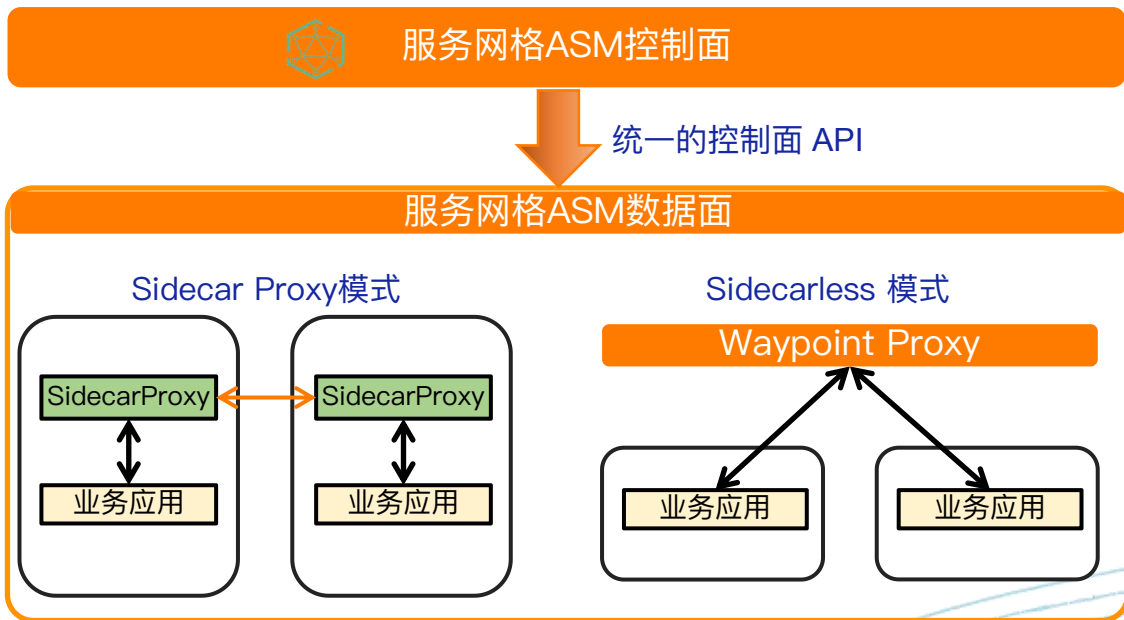 服务网格ASM控制面
统一的控制面 API
服务网格ASM数据面
Sidecar Proxy模式
SidecarProxy
SidecarProxy
业务应用
业务应用
Sidecarless 模式
Waypoint Proxy
业务应用
业务应用